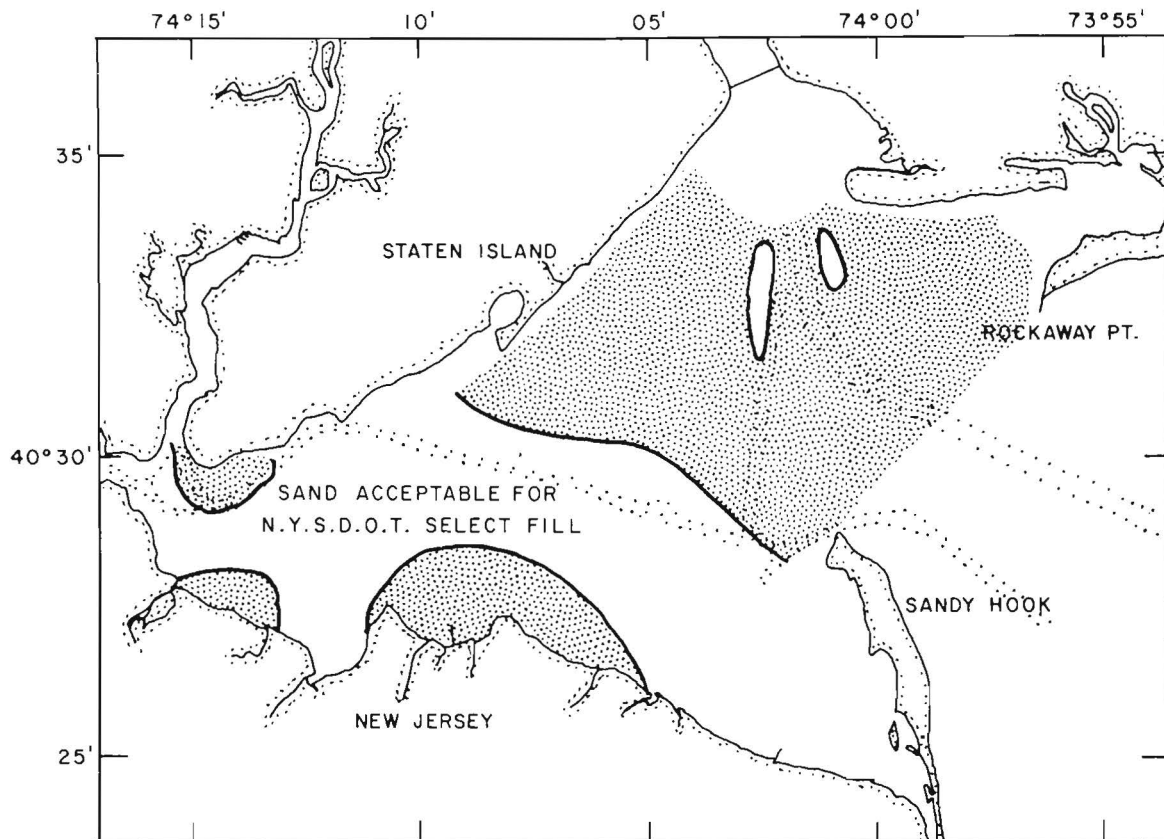 74°15' 10' 05' 74°00' 73°55'
35'
STATEN ISLAND
ROCKAWAY PT.
40°30'
SAND ACCEPTABLE FOR
N.Y.S.D.O.T. SELECT FILL
SANDY HOOK
NEW JERSEY
25'